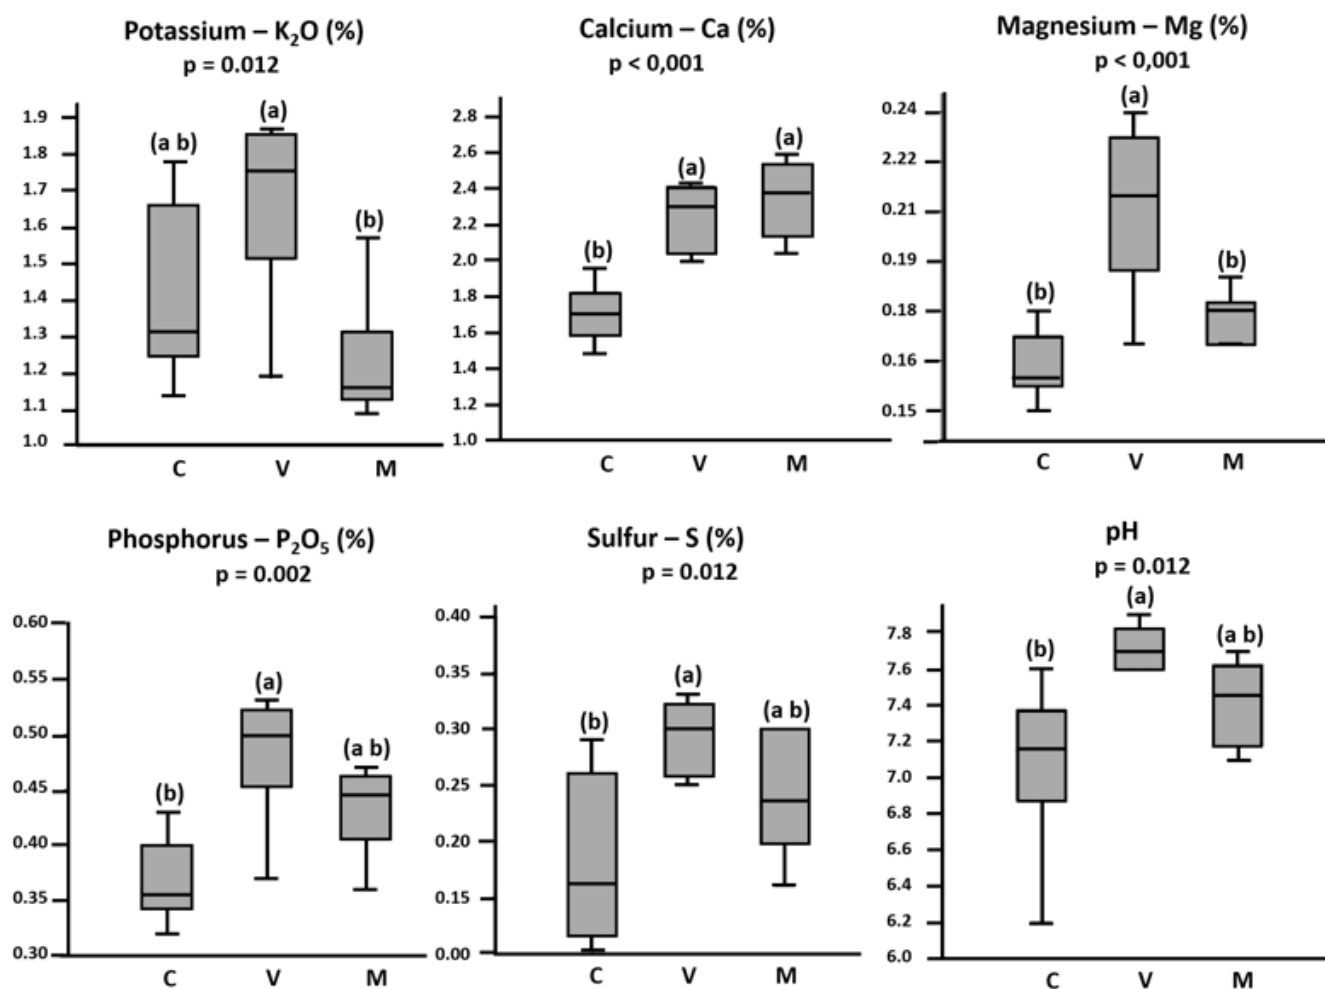 Potassium – K₂O (%)
p = 0.012
1.9
1.8
1.7
1.6
1.5
1.4
1.3
1.2
1.1
1.0
(a b)
(a)
(b)
C V M
Calcium – Ca (%)
p < 0,001
2.8
2.6
2.4
2.2
2.0
1.8
1.6
1.4
1.2
1.0
(b)
(a)
(a)
C V M
Magnesium – Mg (%)
p < 0,001
0.24
2.22
0.21
0.19
0.18
0.16
0.15
(b)
(a)
(b)
C V M
Phosphorus – P₂O₅ (%)
p = 0.002
0.60
0.55
0.50
0.45
0.40
0.35
0.30
(b)
(a)
(a b)
C V M
Sulfur – S (%)
p = 0.012
0.40
0.35
0.30
0.25
0.20
0.15
0.00
(b)
(a)
(a b)
C V M
pH
p = 0.012
7.8
7.6
7.4
7.2
7.0
6.8
6.6
6.4
6.2
6.0
(b)
(a)
(a b)
C V M